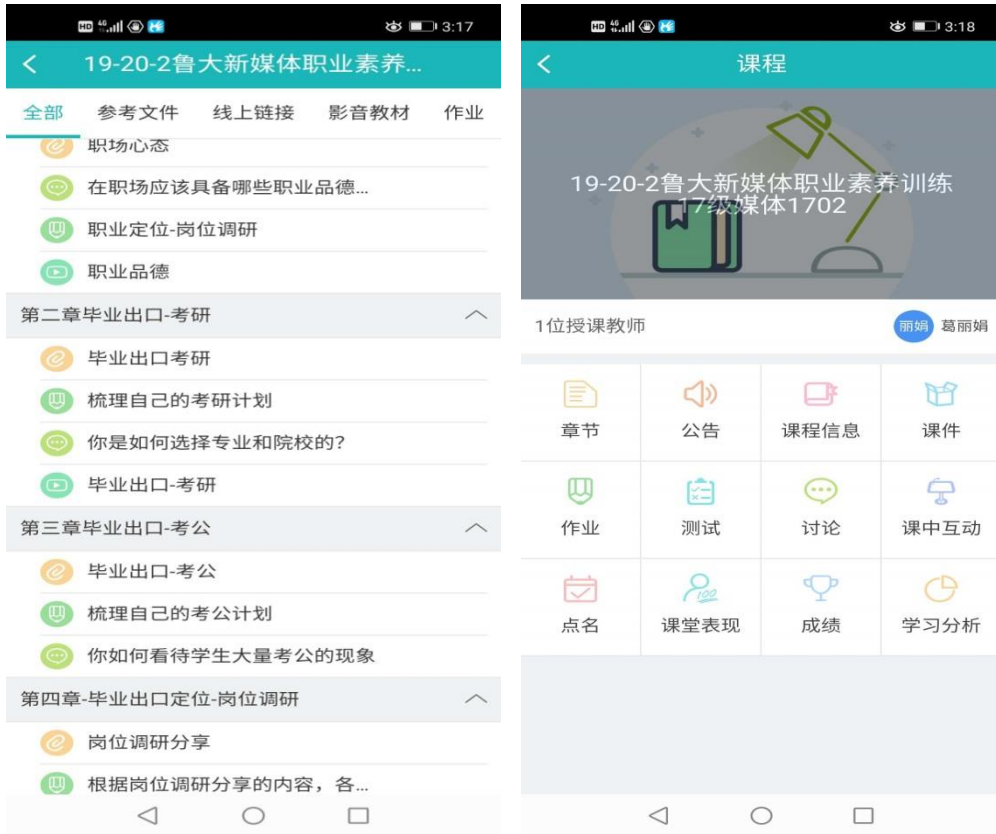 HD 4G 3:17
19-20-2鲁大新媒体职业素养...
全部 参考文件 线上链接 影音教材 作业
职场心态
在职场应该具备哪些职业品德...
职业定位-岗位调研
职业品德
第二章毕业出口-考研
毕业出口考研
梳理自己的考研计划
你是如何选择专业和院校的?
毕业出口-考研
第三章毕业出口-考公
毕业出口-考公
梳理自己的考公计划
你如何看待学生大量考公的现象
第四章-毕业出口定位-岗位调研
岗位调研分享
根据岗位调研分享的内容，各...
HD 4G 3:18
课程
19-20-2鲁大新媒体职业素养训练
17级媒体1702
1位授课教师 丽娟 葛丽娟
章节 公告 课程信息 课件
作业 测试 讨论 课中互动
100
点名 课堂表现 成绩 学习分析